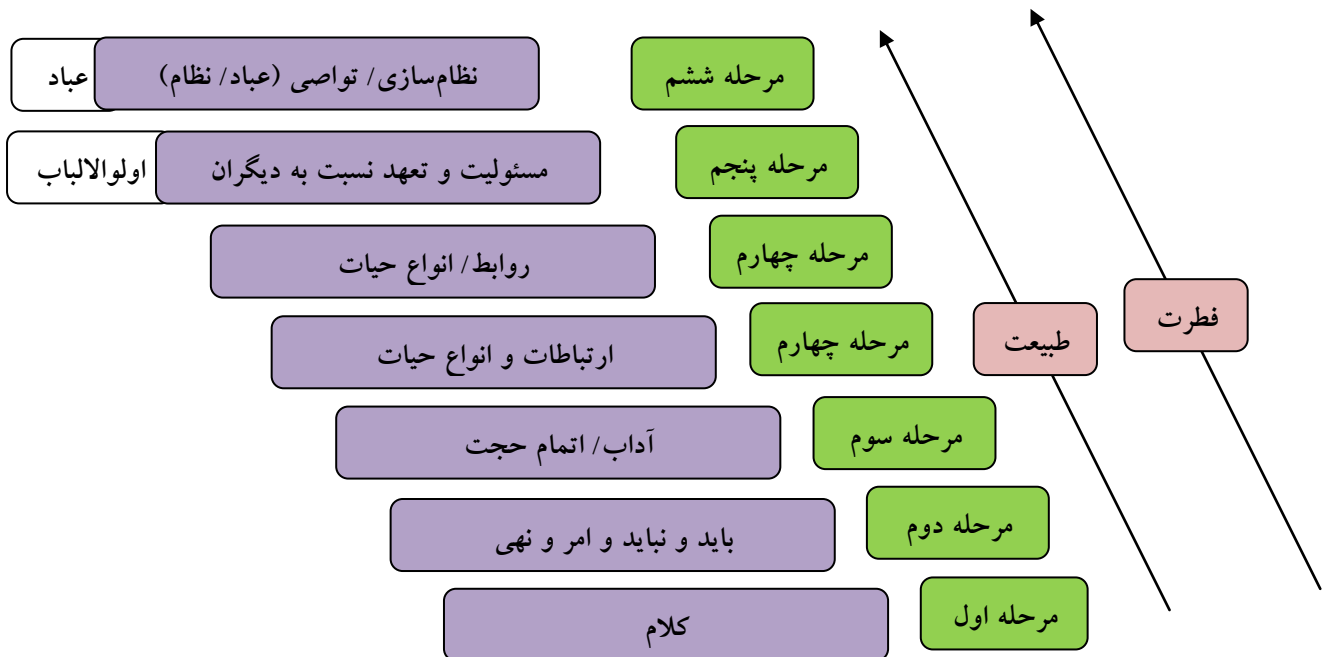 مرحله ششم
نظام‌سازی/ تواصی (عباد/ نظام)
عباد
مرحله پنجم
مسئولیت و تعهد نسبت به دیگران
اولوالالباب
مرحله چهارم
روابط/ انواع حیات
فطرت
طبیعت
مرحله چهارم
ارتباطات و انواع حیات
مرحله سوم
آداب/ اتمام حجت
مرحله دوم
باید و نباید و امر و نهی
مرحله اول
کلام